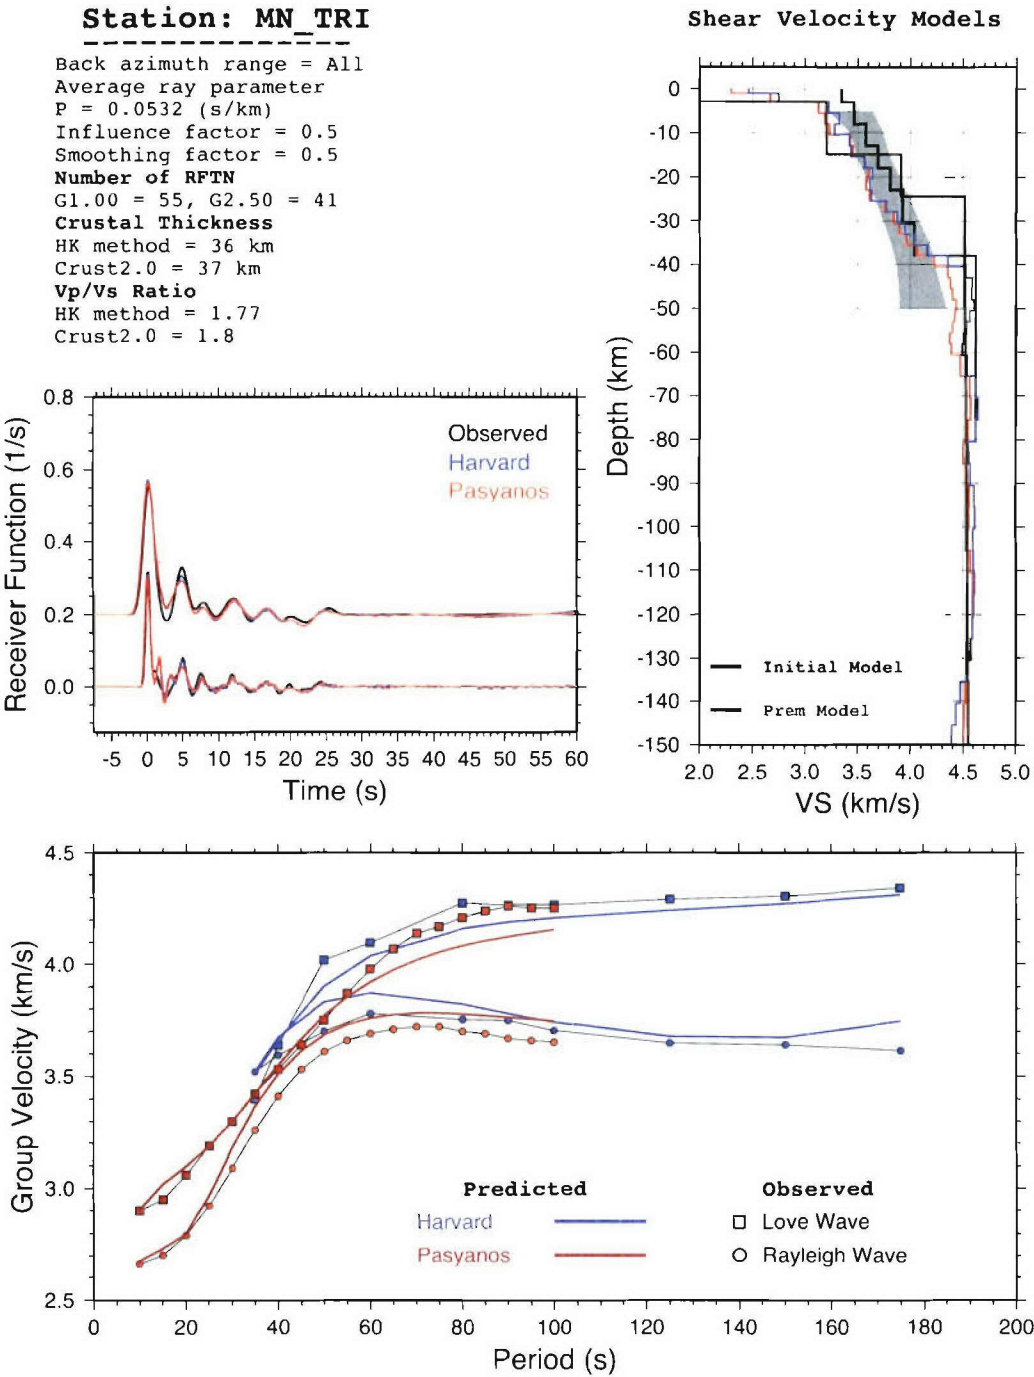 Station: MN_TRI
Back azimuth range = All
Average ray parameter
P = 0.0532 (s/km)
Influence factor = 0.5
Smoothing factor = 0.5
Number of RFTN
G1.00 = 55, G2.50 = 41
Crustal Thickness
HK method = 36 km
Crust2.0 = 37 km
Vp/Vs Ratio
HK method = 1.77
Crust2.0 = 1.8
Shear Velocity Models
0
-10
-20
-30
-40
-50
-60
-70
-80
-90
-100
-110
-120
-130
-140
-150
Depth (km)
Initial Model
Prem Model
2.0 2.5 3.0 3.5 4.0 4.5 5.0
VS (km/s)
0.8
0.6
0.4
0.2
0.0
Receiver Function (1/s)
Observed
Harvard
Pasyanos
-5 0 5 10 15 20 25 30 35 40 45 50 55 60
Time (s)
4.5
4.0
3.5
3.0
2.5
Group Velocity (km/s)
Predicted
Harvard
Pasyanos
Observed
Love Wave
Rayleigh Wave
0 20 40 60 80 100 120 140 160 180 200
Period (s)